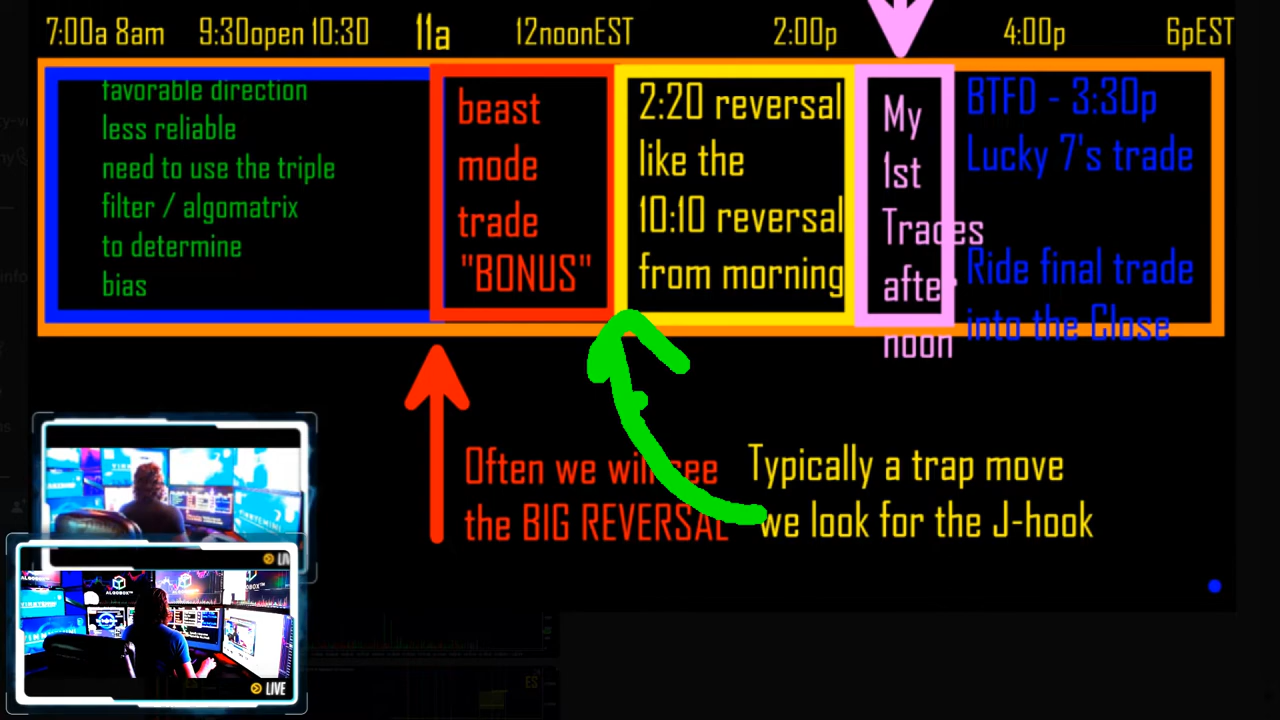 7:00a 8am 9:30open 10:30 11a 12noonEST 2:00p 4:00p 6pEST
favorable direction
less reliable
need to use the triple
filter / algomatrix
to determine
bias
beast
mode
trade
"BONUS"
2:20 reversal
like the
10:10 reversal
from morning
My
1st
Trades
after
noon
BTFD - 3:30p
Lucky 7's trade
Ride final trade
into the Close
Often we will see
the BIG REVERSAL
Typically a trap move
we look for the J-hook
ALGOBOX™
ALGOBOX™
LIVE
ES